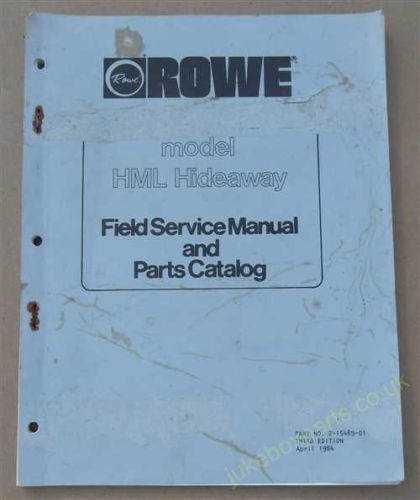 Rowe
ROWE
model
HML Hideaway
Field Service Manual
and
Parts Catalog
PART NO. 2-15489-01
THIRD EDITION
April 1984
jukeboxparts.co.uk